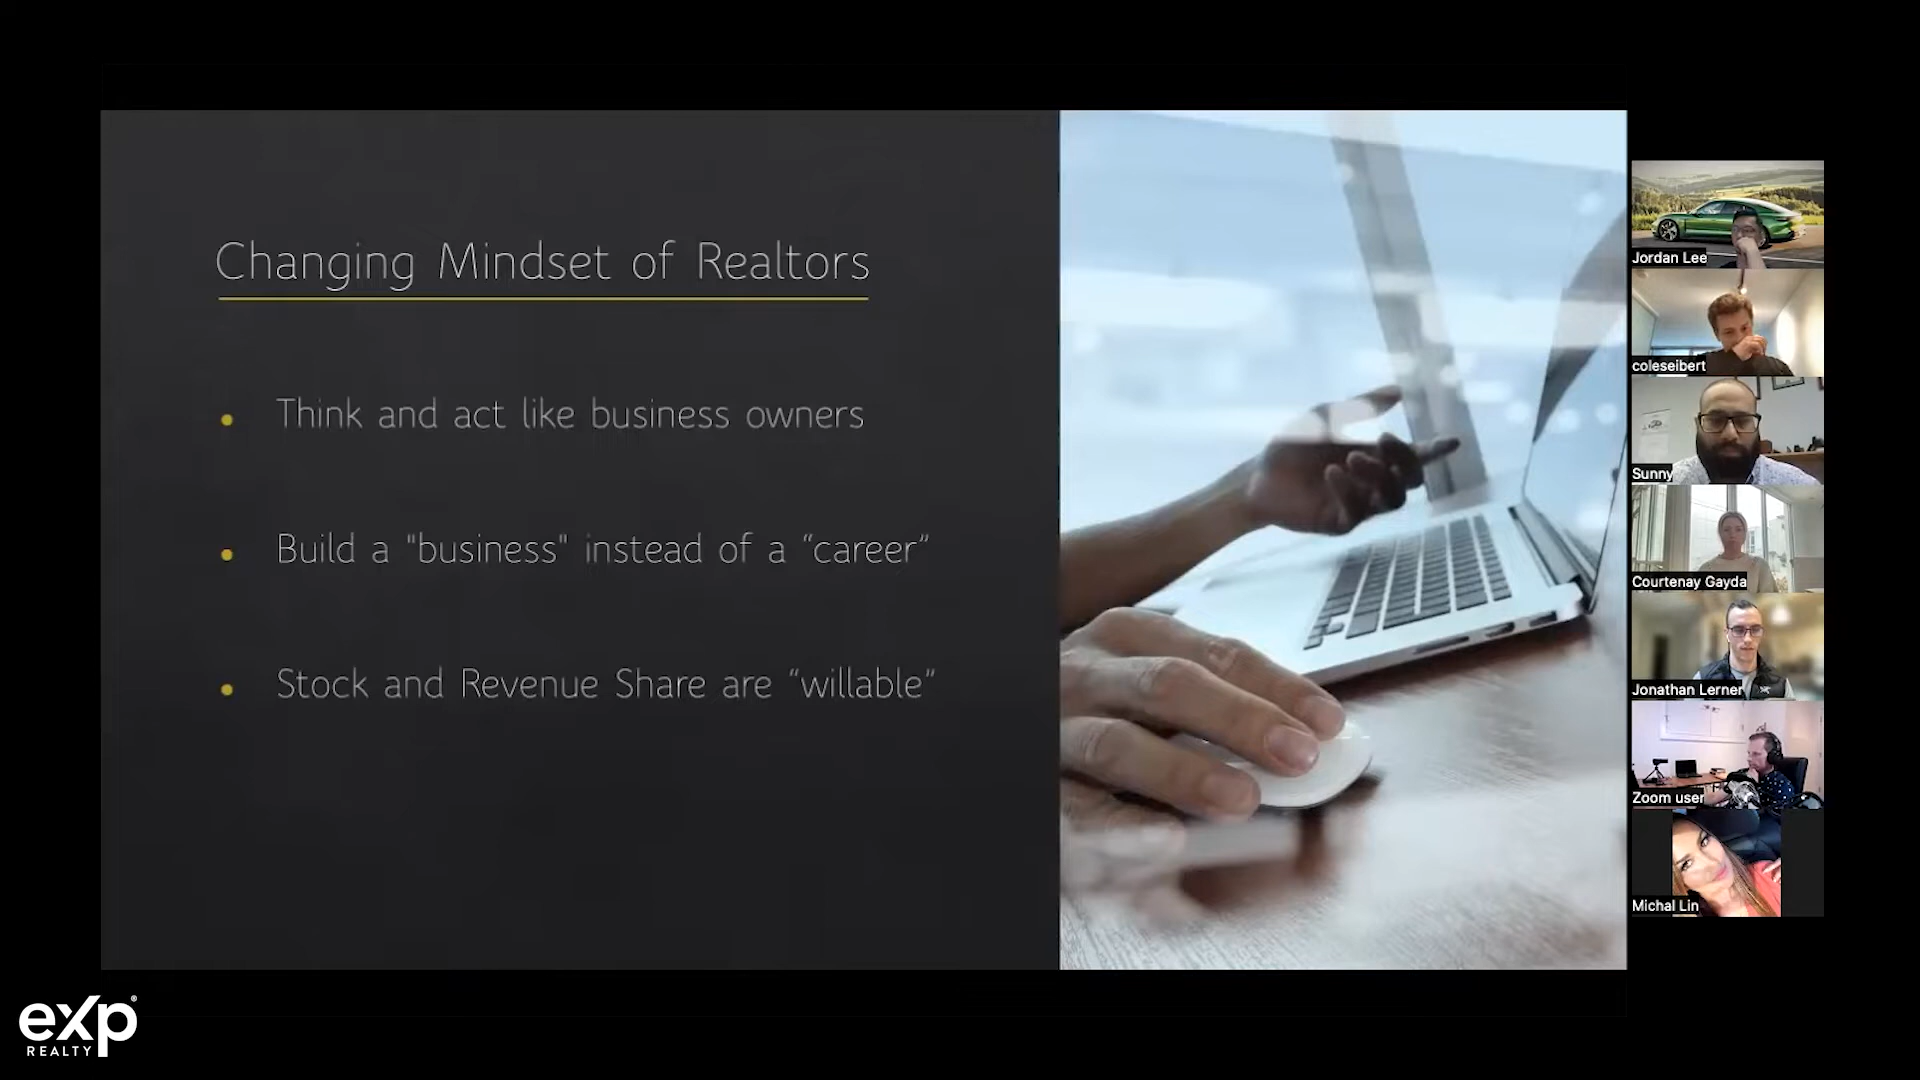 Changing Mindset of Realtors
Think and act like business owners
Build a "business" instead of a “career”
Stock and Revenue Share are “willable”
Jordan Lee
coleseibert
Sunny
Courtenay Gayda
Jonathan Lerner
Zoom user
Michal Lin
eXp®
REALTY